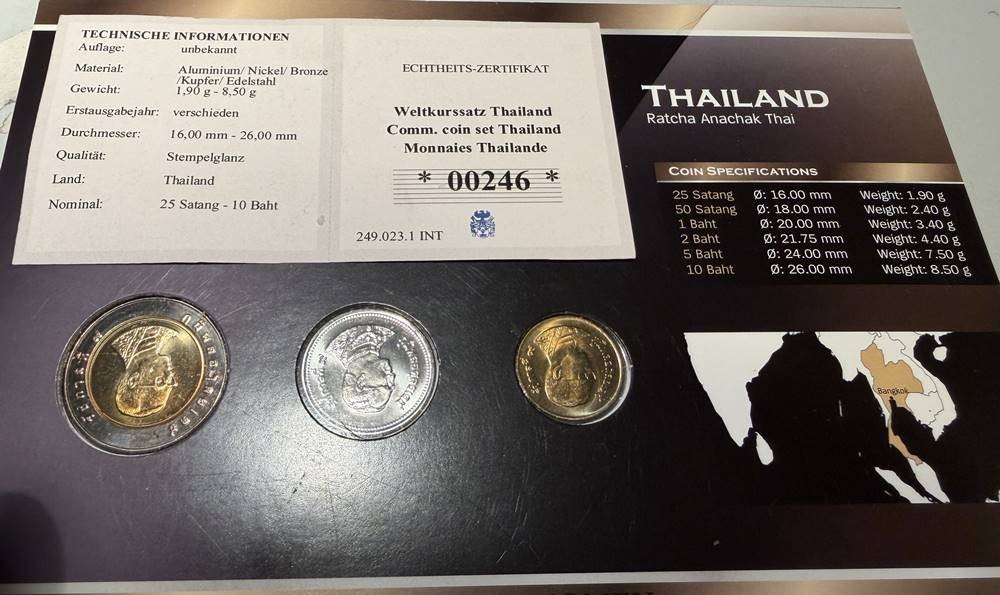 TECHNISCHE INFORMATIONEN
Auflage: unbekannt
Material: Aluminium/ Nickel/ Bronze
/Kupfer/ Edelstahl
Gewicht: 1,90 g - 8,50 g
Erstausgabejahr: verschieden
Durchmesser: 16,00 mm - 26,00 mm
Qualität: Stempelglanz
Land: Thailand
Nominal: 25 Satang - 10 Baht
ECHTHEITS-ZERTIFIKAT
Weltkurssatz Thailand
Comm. coin set Thailand
Monnaies Thailande
* 00246 *
249.023.1 INT
THAILAND
Ratcha Anachak Thai
COIN SPECIFICATIONS
25 Satang Ø: 16.00 mm Weight: 1.90 g
50 Satang Ø: 18.00 mm Weight: 2.40 g
1 Baht Ø: 20.00 mm Weight: 3.40 g
2 Baht Ø: 21.75 mm Weight: 4.40 g
5 Baht Ø: 24.00 mm Weight: 7.50 g
10 Baht Ø: 26.00 mm Weight: 8.50 g
Bangkok